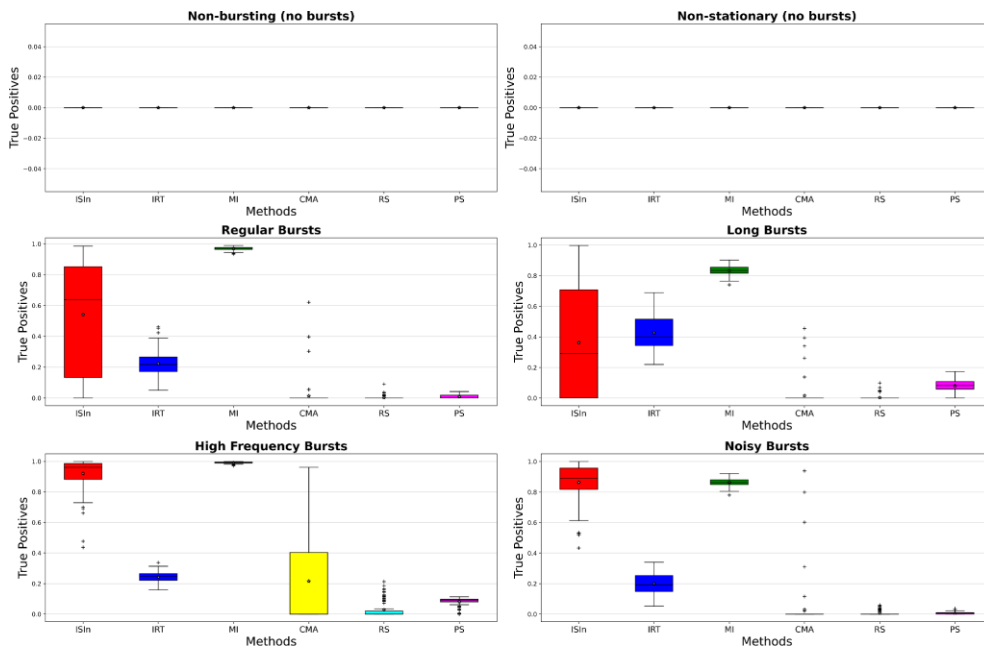 Non-bursting (no bursts)
True Positives
0.04
0.02
0.00
−0.02
−0.04
ISIn IRT MI CMA RS PS
Methods
Non-stationary (no bursts)
True Positives
0.04
0.02
0.00
−0.02
−0.04
ISIn IRT MI CMA RS PS
Methods
Regular Bursts
True Positives
1.0
0.8
0.6
0.4
0.2
0.0
ISIn IRT MI CMA RS PS
Methods
Long Bursts
True Positives
1.0
0.8
0.6
0.4
0.2
0.0
ISIn IRT MI CMA RS PS
Methods
High Frequency Bursts
True Positives
1.0
0.8
0.6
0.4
0.2
0.0
ISIn IRT MI CMA RS PS
Methods
Noisy Bursts
True Positives
1.0
0.8
0.6
0.4
0.2
0.0
ISIn IRT MI CMA RS PS
Methods